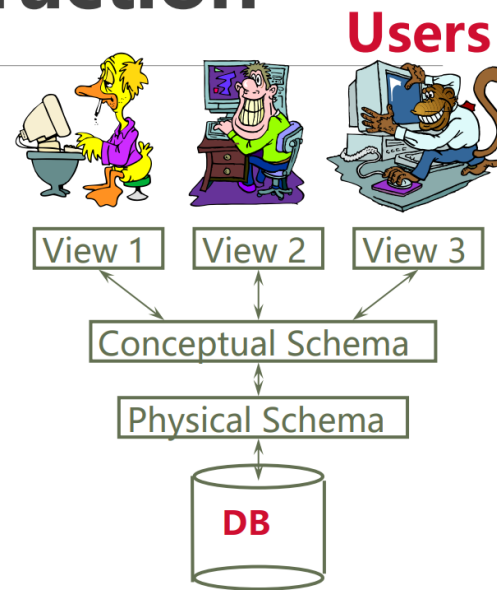 Users
View 1 View 2 View 3
Conceptual Schema
Physical Schema
DB